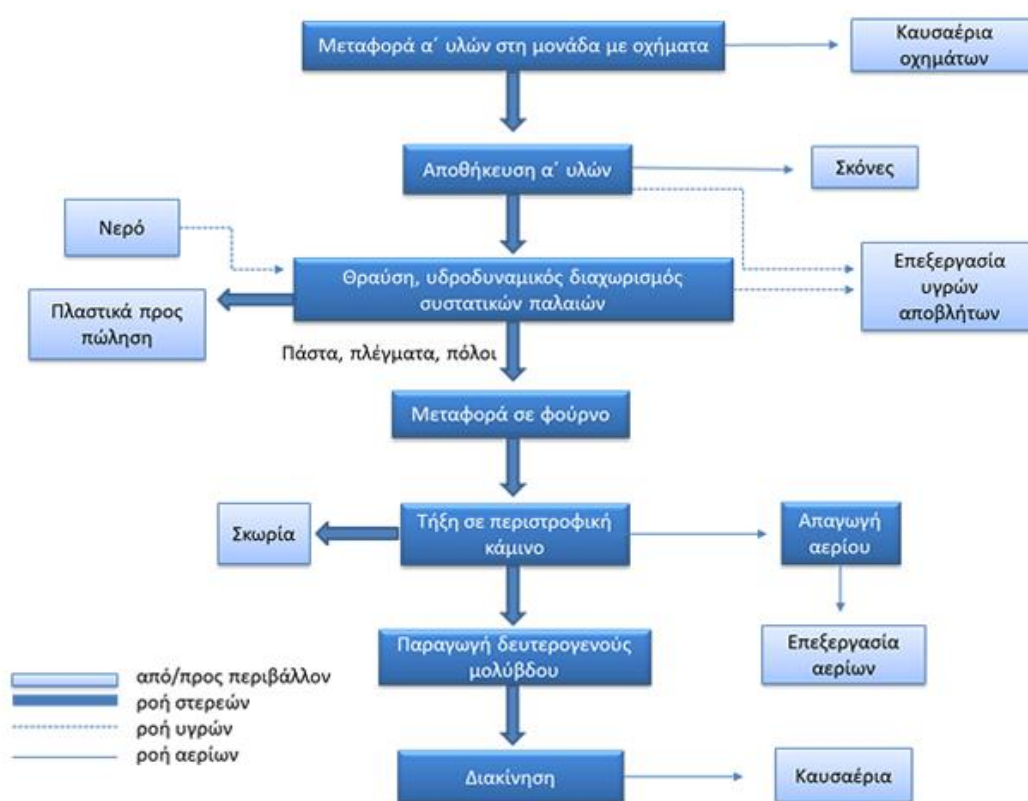 Μεταφορά α΄ υλών στη μονάδα με οχήματα
Καυσαέρια
οχημάτων
Αποθήκευση α΄ υλών
Σκόνες
Νερό
Θραύση, υδροδυναμικός διαχωρισμός
συστατικών παλαιών
Επεξεργασία
υγρών
αποβλήτων
Πλαστικά προς
πώληση
Πάστα, πλέγματα, πόλοι
Μεταφορά σε φούρνο
Σκωρία
Τήξη σε περιστροφική
κάμινο
Απαγωγή
αερίου
Παραγωγή δευτερογενούς
μολύβδου
Επεξεργασία
αερίων
από/προς περιβάλλον
ροή στερεών
ροή υγρών
ροή αερίων
Διακίνηση
Καυσαέρια